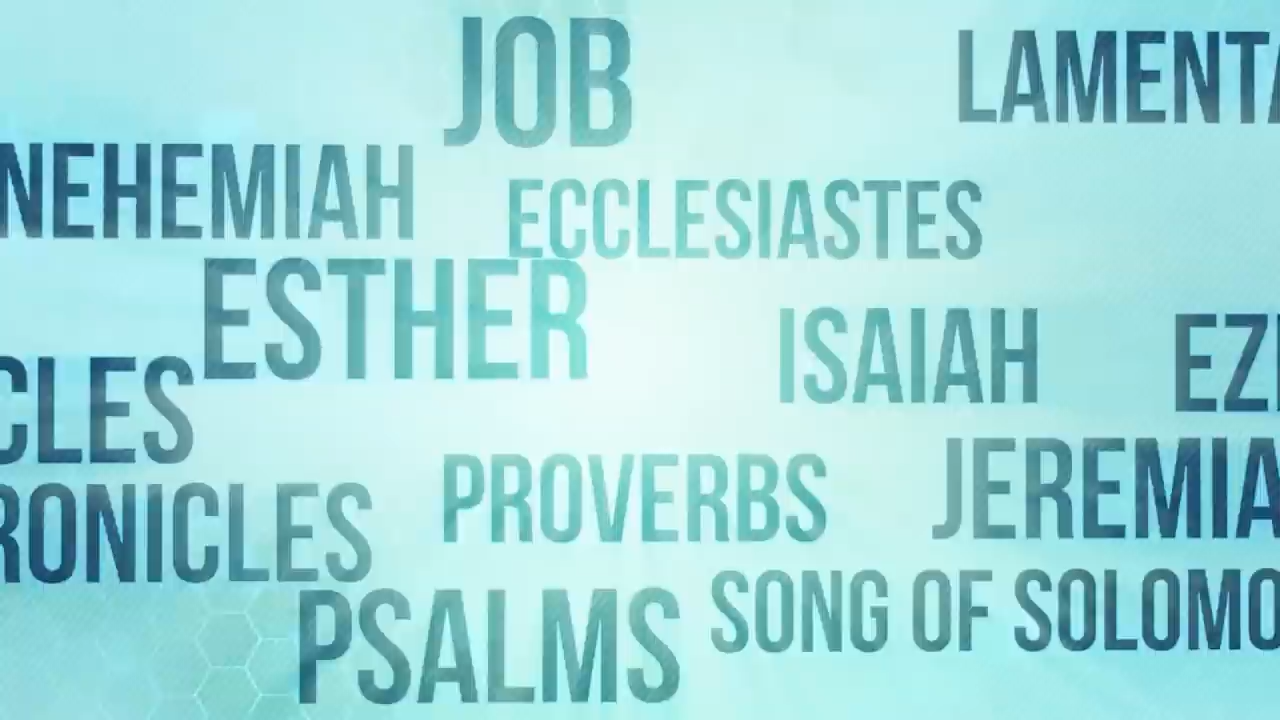 JOB
LAMENTA
NEHEMIAH
ECCLESIASTES
ESTHER
ISAIAH
EZ
CLES
JEREMIA
PROVERBS
RONICLES
SONG OF SOLOMO
PSALMS